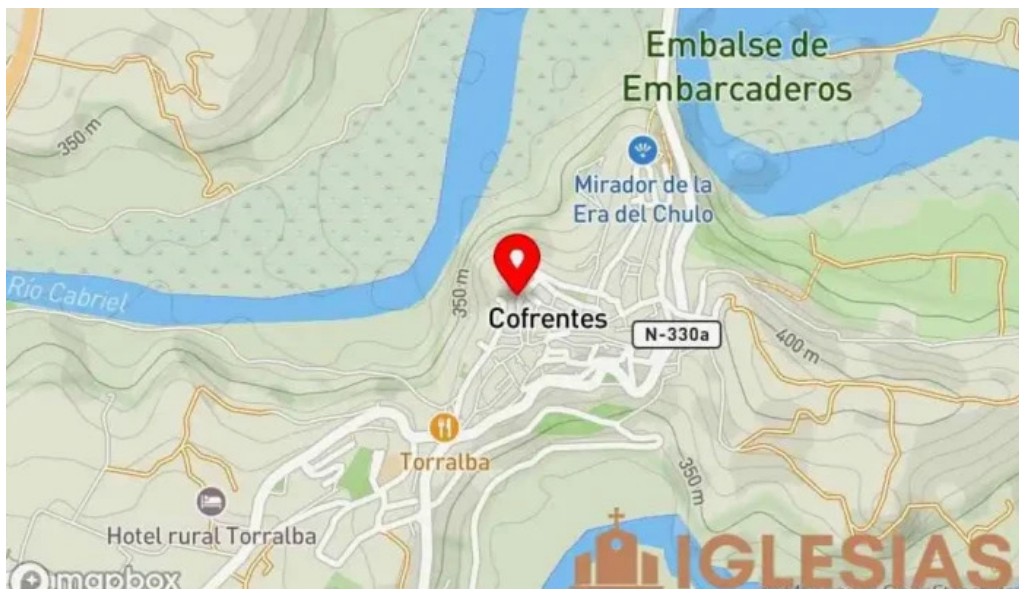 Embalse de
Embarcaderos
350 m
Mirador de la
Era del Chulo
Río Cabriel
350 m
Cofrentes
N-330a
400 m
Torralba
350 m
Hotel rural Torralba
mapbox
IGLESIAS